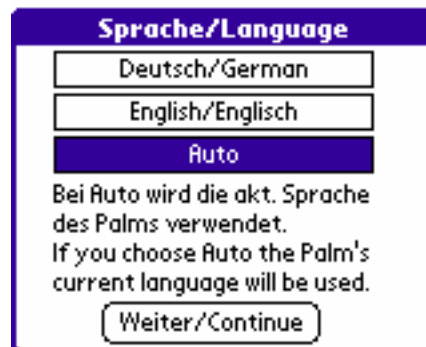 Sprache/Language
Deutsch/German
English/Englisch
Auto
Bei Auto wird die akt. Sprache
des Palms verwendet.
If you choose Auto the Palm's
current language will be used.
Weiter/Continue